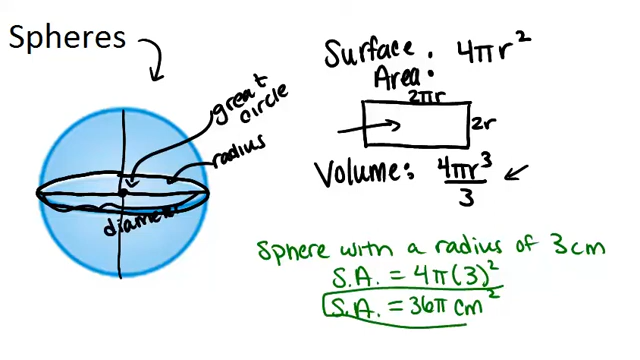 Spheres
great
circle
radius
diameter
Surface : 4πr²
Area
2πr
2r
Volume: 4πr³/3
Sphere with a radius of 3cm
S.A. = 4π(3)²
S.A. = 36π cm²